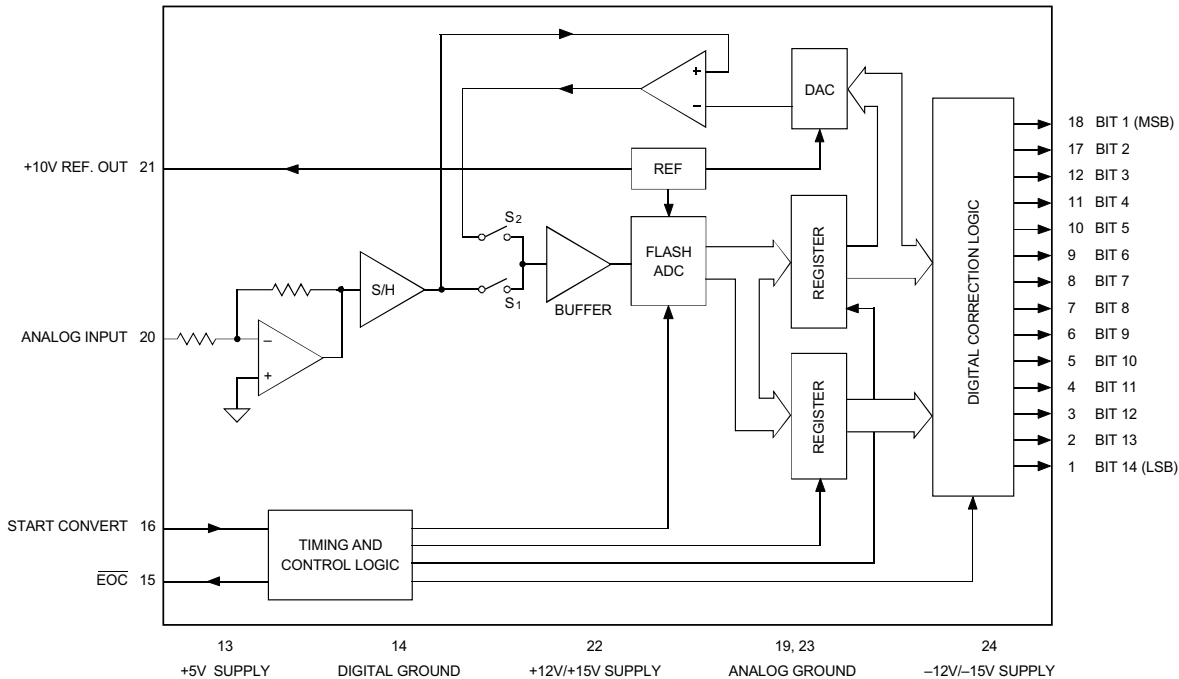 +
−
DAC
18 BIT 1 (MSB)
17 BIT 2
+10V REF. OUT 21
REF
12 BIT 3
11 BIT 4
S2
10 BIT 5
FLASH
ADC
REGISTER
DIGITAL CORRECTION LOGIC
9 BIT 6
S/H
8 BIT 7
S1
BUFFER
7 BIT 8
ANALOG INPUT 20
−
+
6 BIT 9
5 BIT 10
REGISTER
4 BIT 11
3 BIT 12
2 BIT 13
1 BIT 14 (LSB)
START CONVERT 16
TIMING AND
CONTROL LOGIC
EOC 15
13
+5V SUPPLY
14
DIGITAL GROUND
22
+12V/+15V SUPPLY
19, 23
ANALOG GROUND
24
–12V/–15V SUPPLY